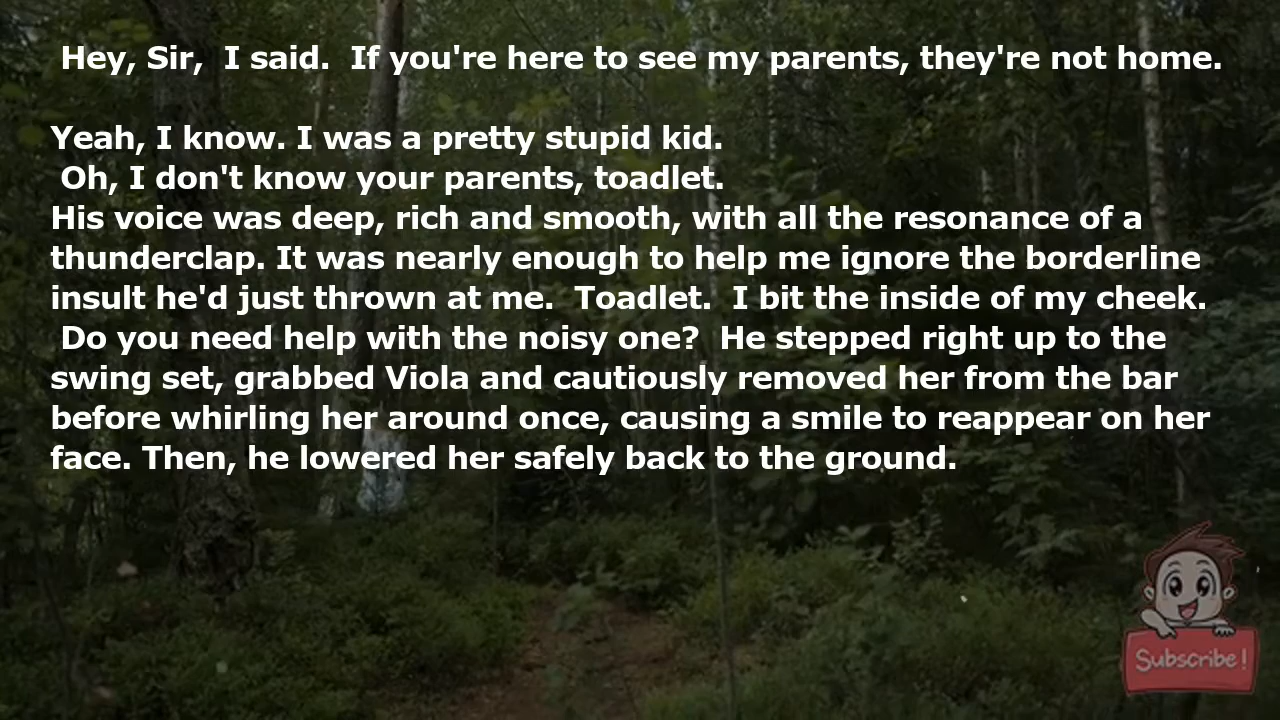 Hey, Sir, I said. If you're here to see my parents, they're not home.
Yeah, I know. I was a pretty stupid kid.
Oh, I don't know your parents, toadlet.
His voice was deep, rich and smooth, with all the resonance of a
thunderclap. It was nearly enough to help me ignore the borderline
insult he'd just thrown at me. Toadlet. I bit the inside of my cheek.
Do you need help with the noisy one? He stepped right up to the
swing set, grabbed Viola and cautiously removed her from the bar
before whirling her around once, causing a smile to reappear on her
face. Then, he lowered her safely back to the ground.
Subscribe!